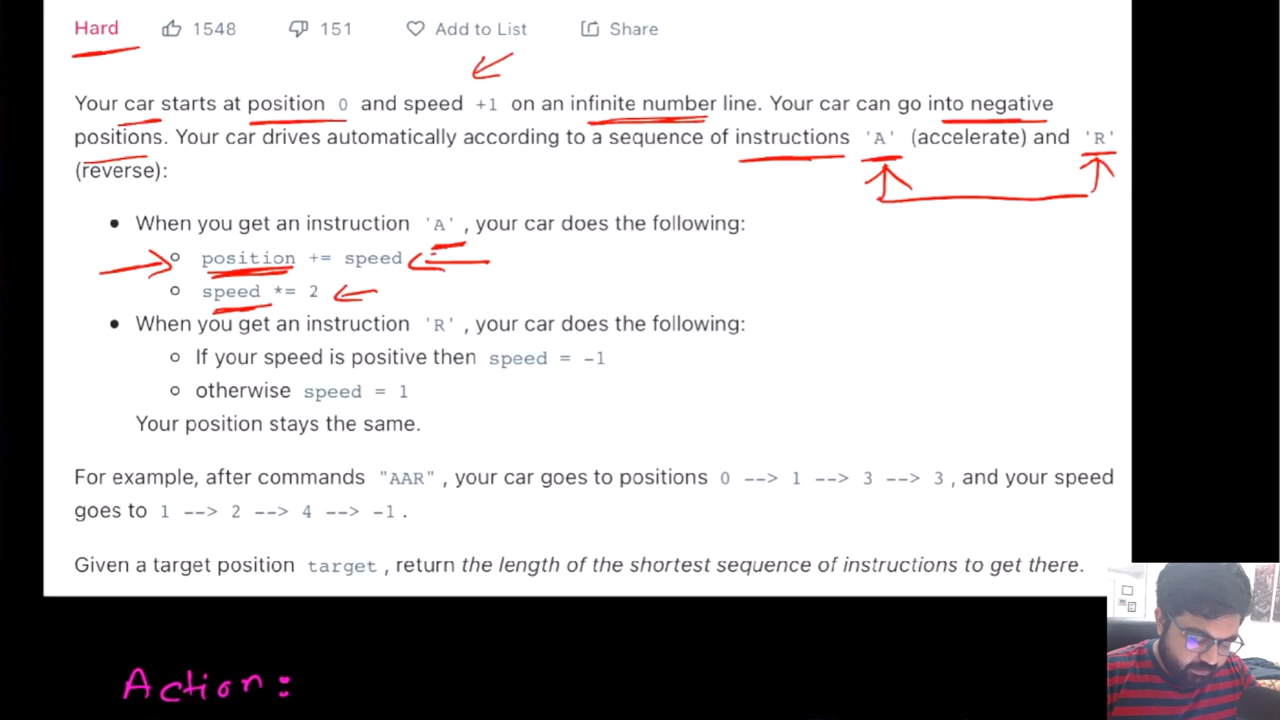 Hard 1548 151 Add to List Share
Your car starts at position 0 and speed +1 on an infinite number line. Your car can go into negative
positions. Your car drives automatically according to a sequence of instructions 'A' (accelerate) and 'R'
(reverse):
• When you get an instruction 'A', your car does the following:
position += speed
speed *= 2
• When you get an instruction 'R', your car does the following:
If your speed is positive then speed = -1
otherwise speed = 1
Your position stays the same.
For example, after commands "AAR", your car goes to positions 0 --> 1 --> 3 --> 3, and your speed
goes to 1 --> 2 --> 4 --> -1.
Given a target position target, return the length of the shortest sequence of instructions to get there.
Action: